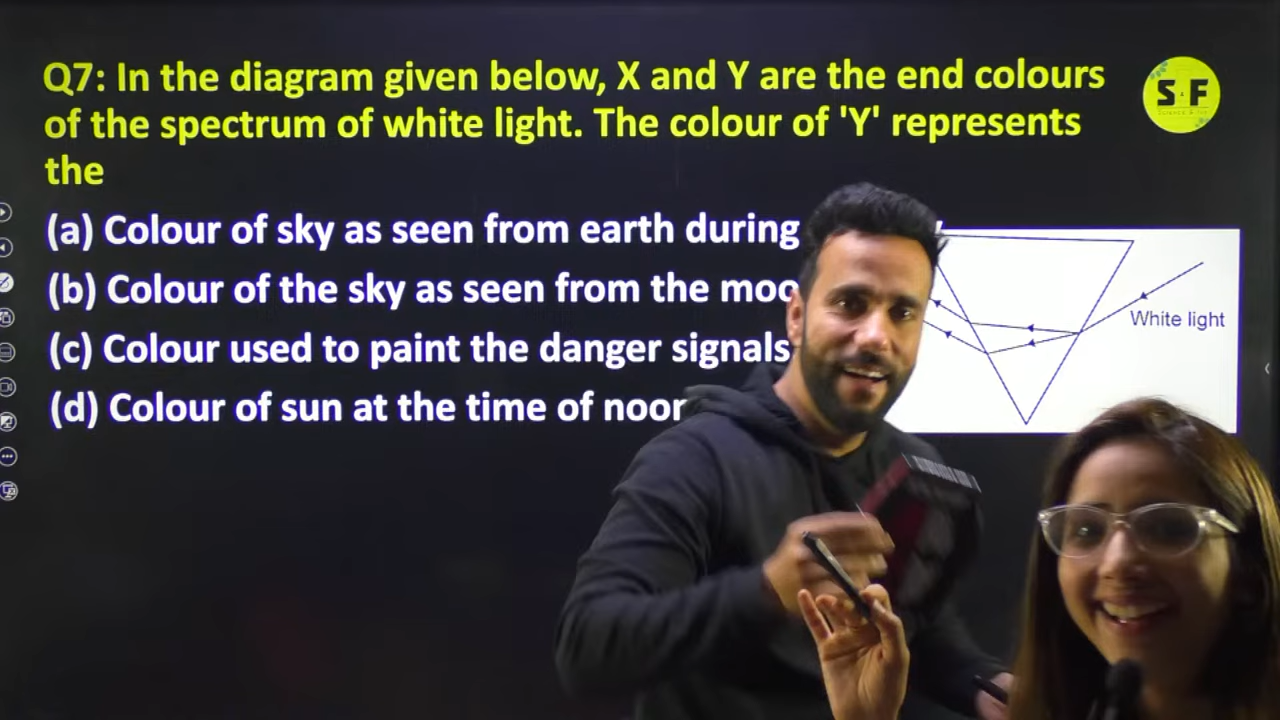 Q7: In the diagram given below, X and Y are the end colours
of the spectrum of white light. The colour of 'Y' represents
the
(a) Colour of sky as seen from earth during
(b) Colour of the sky as seen from the
(c) Colour used to paint the danger signals
(d) Colour of sun at the time of
S F
White light